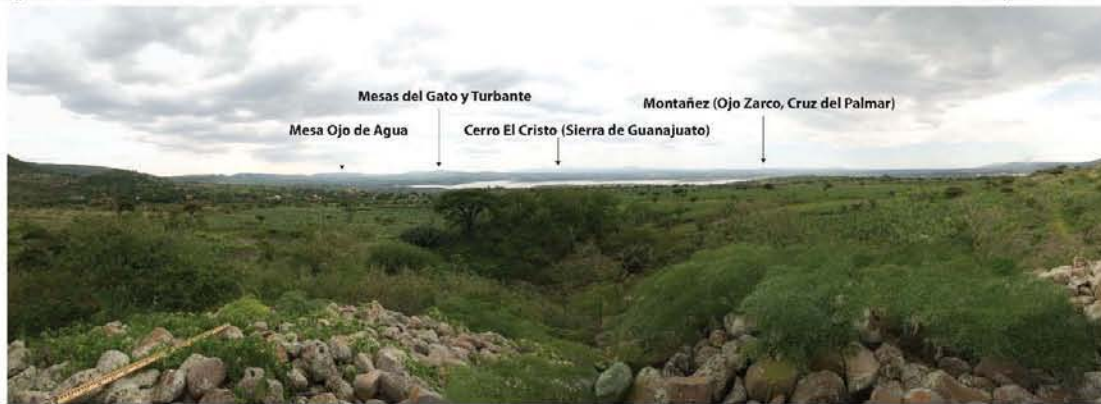 Mesas del Gato y Turbante
Montañez (Ojo Zarco, Cruz del Palmar)
Mesa Ojo de Agua
Cerro El Cristo (Sierra de Guanajuato)